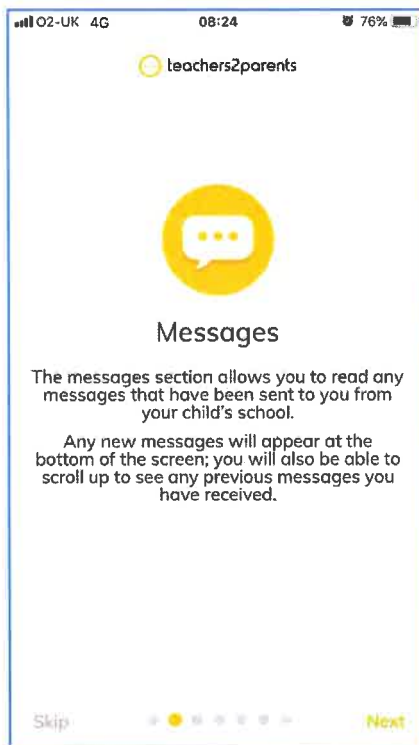 O2-UK 4G 08:24 76%
teachers2parents
Messages
The messages section allows you to read any
messages that have been sent to you from
your child's school.
Any new messages will appear at the
bottom of the screen; you will also be able to
scroll up to see any previous messages you
have received.
Skip Next